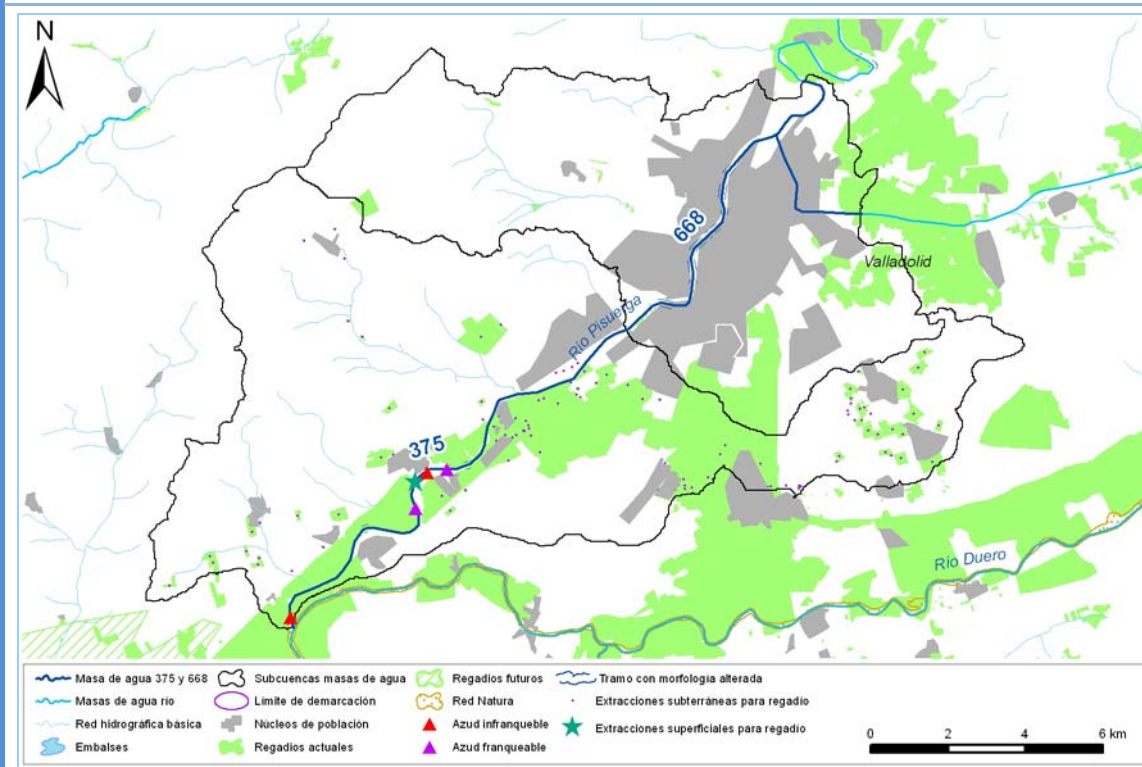 N
668
Valladolid
Río Pisuerga
375
Río Duero
Masa de agua 375 y 668
Subcuencas masas de agua
Regadíos futuros
Tramo con morfología alterada
Masas de agua río
Límite de demarcación
Red Natura
Extracciones subterráneas para regadío
Red hidrográfica básica
Núcleos de población
Azud infranqueable
Extracciones superficiales para regadío
Embalses
Regadíos actuales
Azud franqueable
0 2 4 6 km